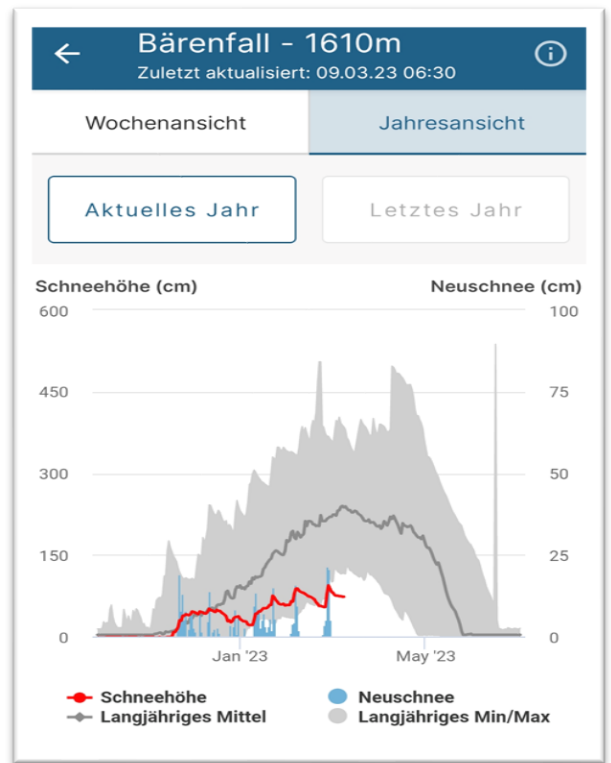 Bärenfall - 1610m
Zuletzt aktualisiert: 09.03.23 06:30
Wochenansicht Jahresansicht
Aktuelles Jahr Letztes Jahr
Schneehöhe (cm) Neuschnee (cm)
600 100
450 75
300 50
150 25
0 0
Jan '23 May '23
Schneehöhe Neuschnee
Langjähriges Mittel Langjähriges Min/Max